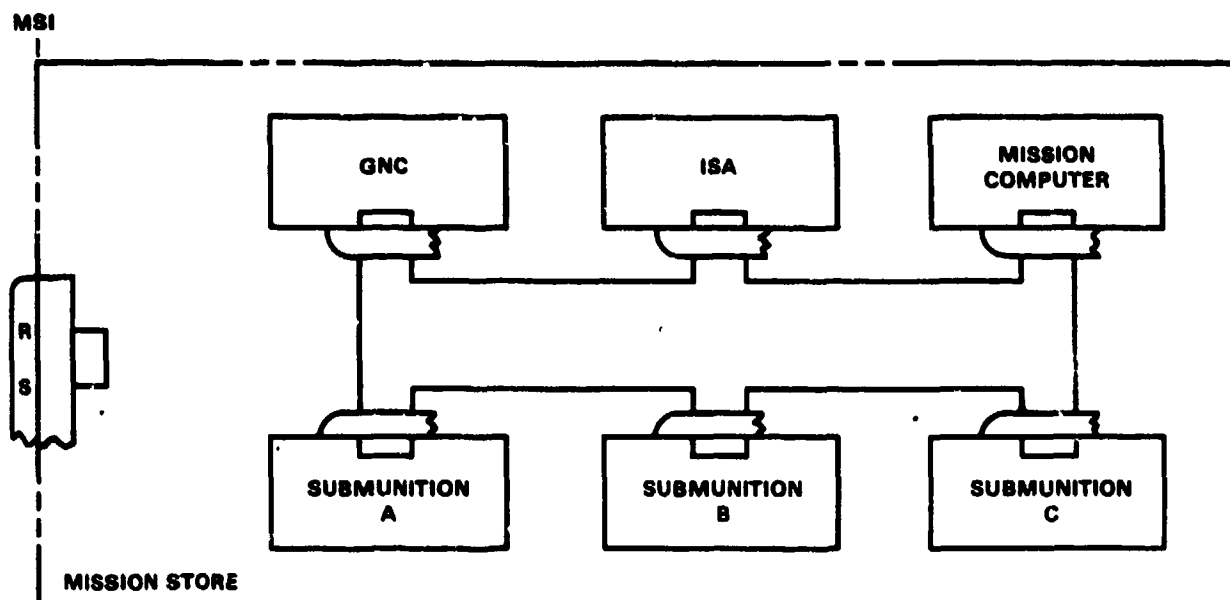 MSI
GNC
ISA
MISSION
COMPUTER
R
S
SUBMUNITION
A
SUBMUNITION
B
SUBMUNITION
C
MISSION STORE